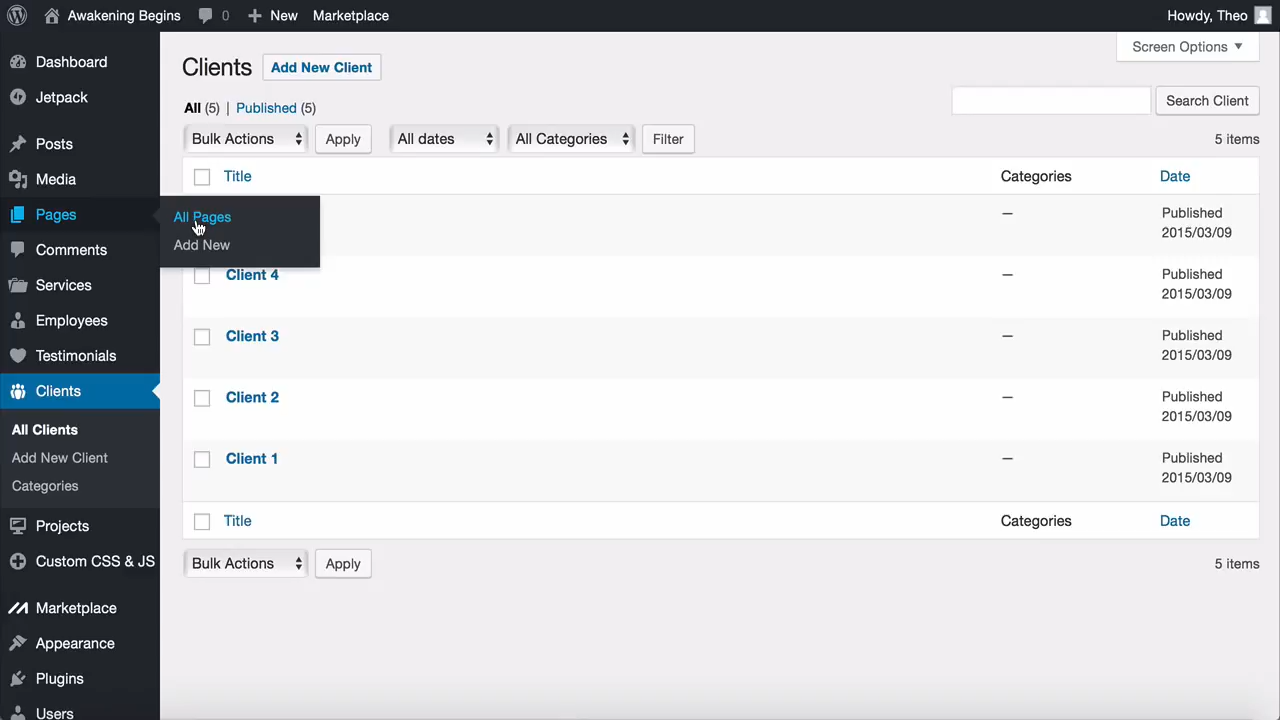 Awakening Begins 0 New Marketplace Howdy, Theo
Dashboard
Jetpack
Posts
Media
Pages
Comments
Services
Employees
Testimonials
Clients
All Clients
Add New Client
Categories
Projects
Custom CSS & JS
Marketplace
Appearance
Plugins
Users
All Pages
Add New
Screen Options
Clients Add New Client
All (5) | Published (5)
Search Client
Bulk Actions Apply All dates All Categories Filter 5 items
Title Categories Date
— Published
2015/03/09
Client 4 — Published
2015/03/09
Client 3 — Published
2015/03/09
Client 2 — Published
2015/03/09
Client 1 — Published
2015/03/09
Title Categories Date
Bulk Actions Apply 5 items